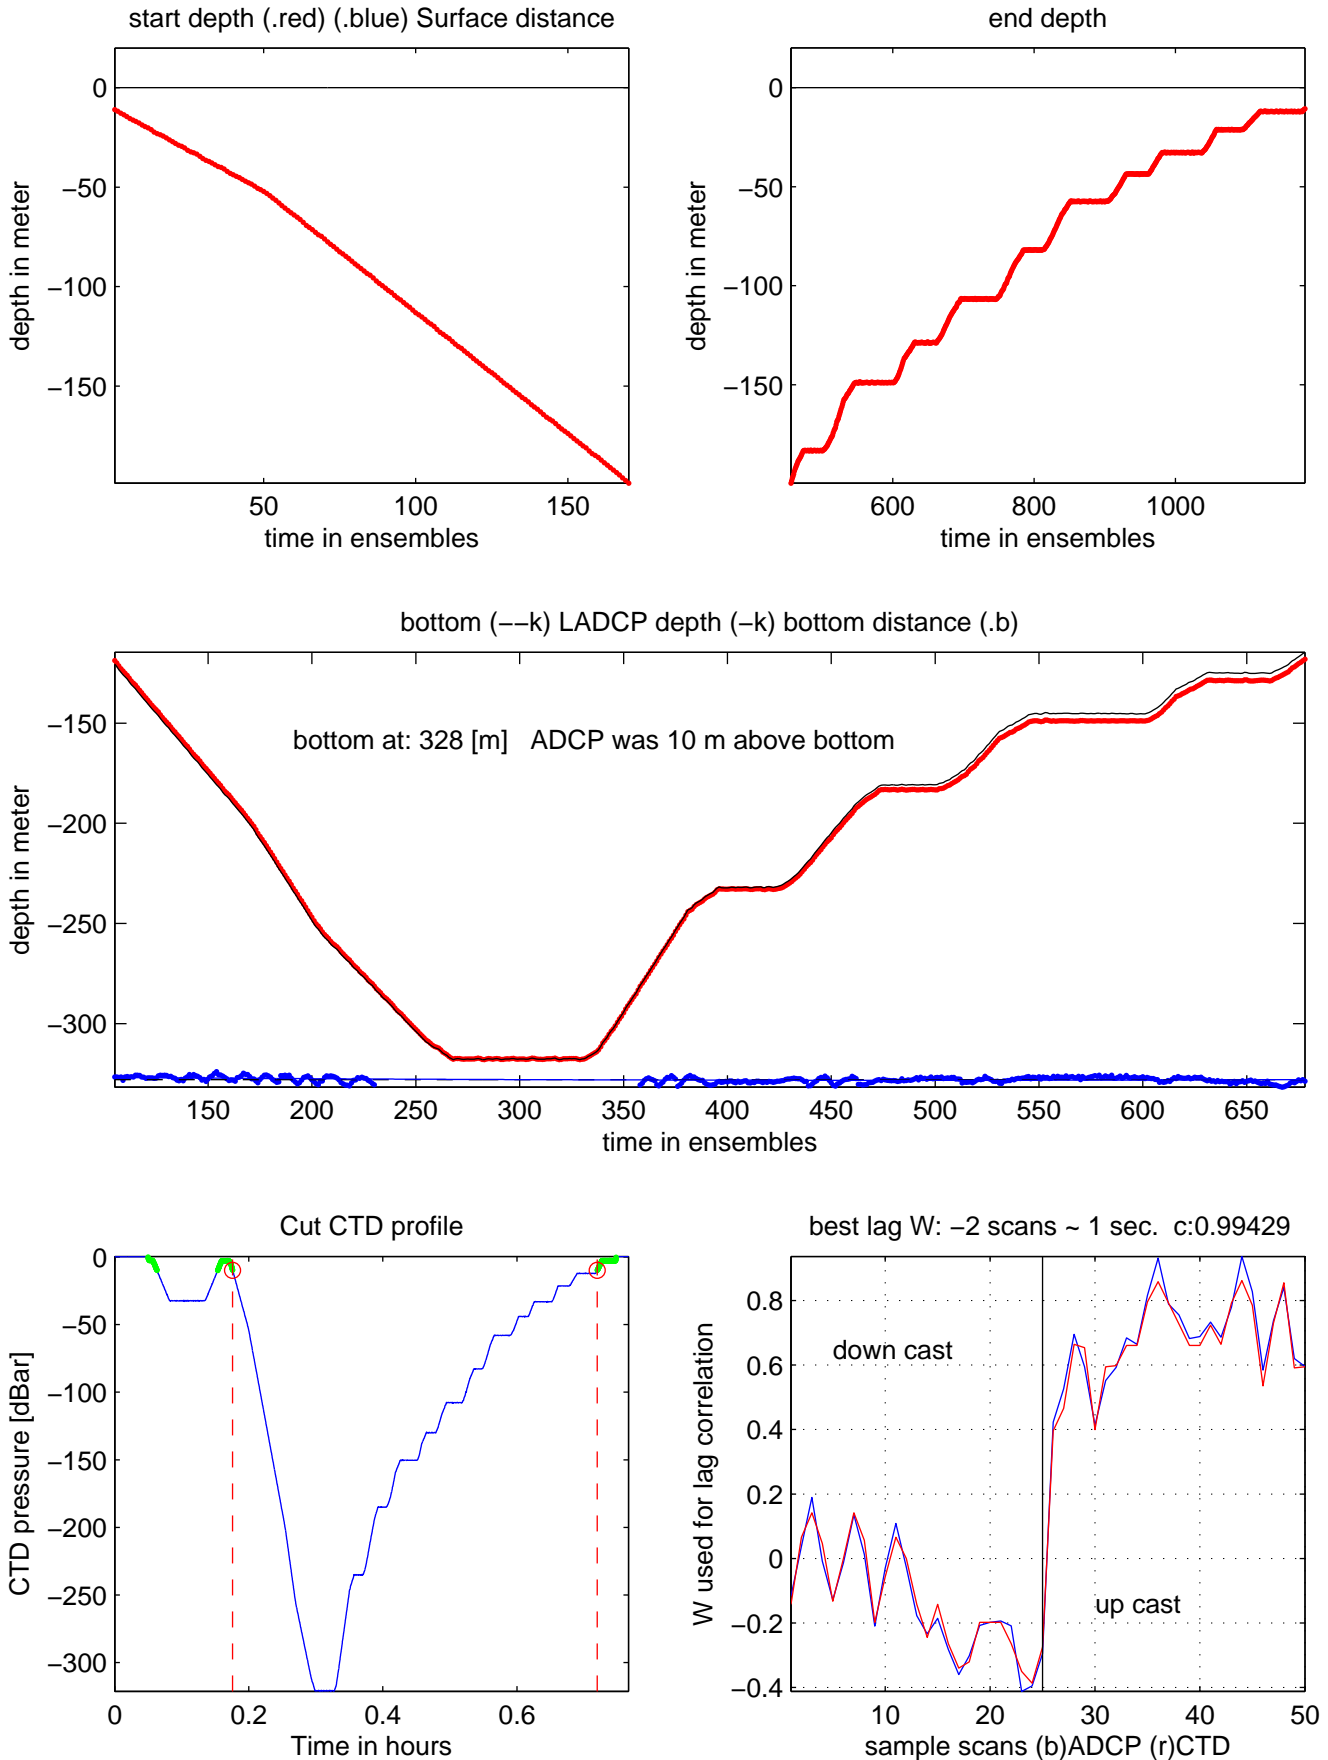 start depth (.red) (.blue) Surface distance
0
−50
−100
−150
depth in meter
50 100 150
time in ensembles
end depth
0
−50
−100
−150
depth in meter
600 800 1000
time in ensembles
bottom (−−k) LADCP depth (−k) bottom distance (.b)
bottom at: 328 [m] ADCP was 10 m above bottom
−150
−200
−250
−300
depth in meter
150 200 250 300 350 400 450 500 550 600 650
time in ensembles
Cut CTD profile
0
−50
−100
−150
−200
−250
−300
CTD pressure [dBar]
0 0.2 0.4 0.6
Time in hours
best lag W: −2 scans ~ 1 sec. c:0.99429
0.8
0.6
0.4
0.2
0
−0.2
−0.4
W used for lag correlation
down cast
up cast
10 20 30 40 50
sample scans (b)ADCP (r)CTD